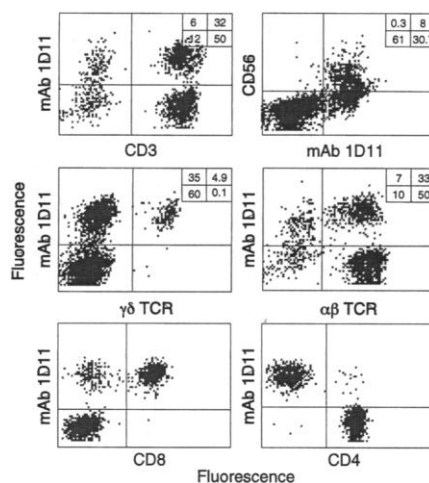 6 32
12 50
mAb 1D11
CD3
0.3 8
61 30.7
CD56
mAb 1D11
35 4.9
60 0.1
mAb 1D11
γδ TCR
7 33
10 50
mAb 1D11
αβ TCR
Fluorescence
mAb 1D11
CD8
mAb 1D11
CD4
Fluorescence